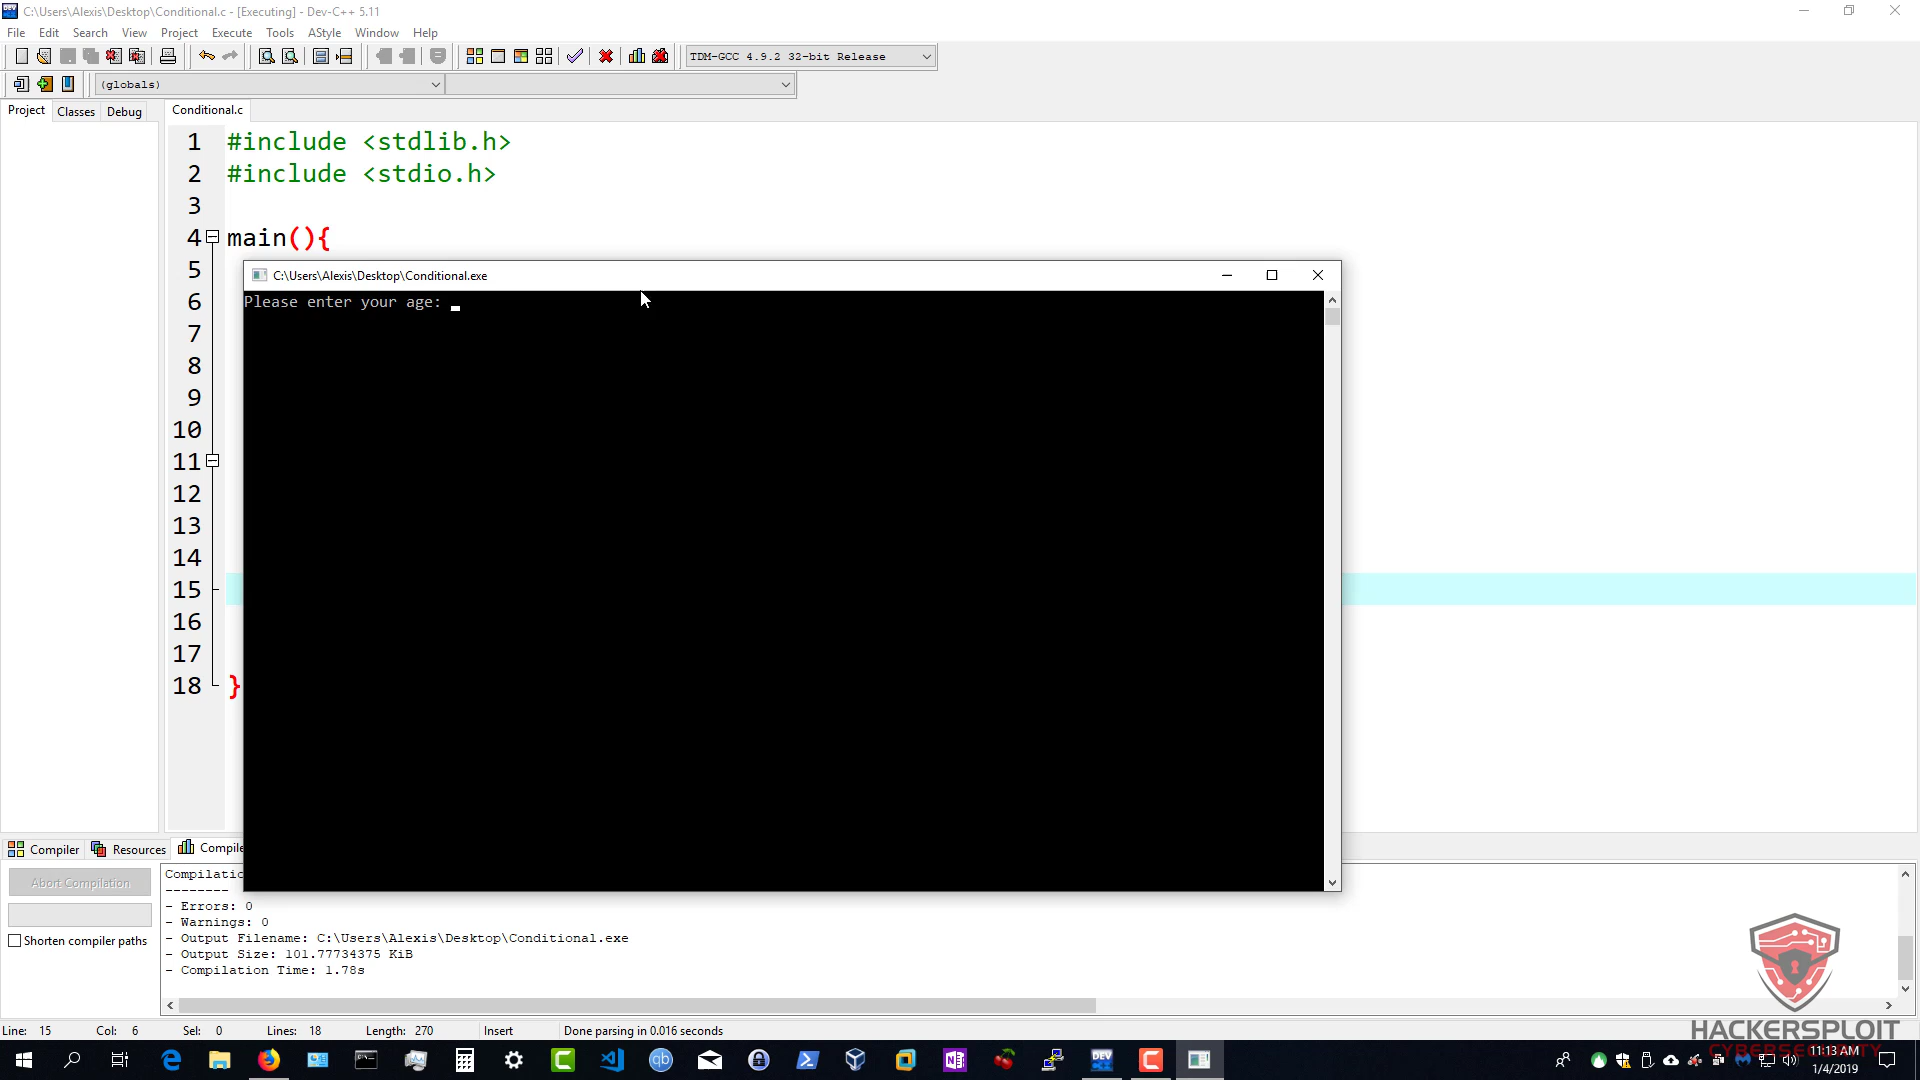 C:\Users\Alexis\Desktop\Conditional.c - [Executing] - Dev-C++ 5.11
File Edit Search View Project Execute Tools AStyle Window Help
TDM-GCC 4.9.2 32-bit Release
(globals)
Project Classes Debug
Conditional.c
1 #include <stdlib.h>
2 #include <stdio.h>
3
4 main(){
C:\Users\Alexis\Desktop\Conditional.exe
5
Please enter your age:
6
7
8
9
10
11
12
13
14
15
16
17
18 }
Compiler Resources Compile
Abort Compilation
Shorten compiler paths
Compilatio
--------
- Errors: 0
- Warnings: 0
- Output Filename: C:\Users\Alexis\Desktop\Conditional.exe
- Output Size: 101.77734375 KiB
- Compilation Time: 1.78s
Line: 15 Col: 6 Sel: 0 Lines: 18 Length: 270 Insert Done parsing in 0.016 seconds
HACKERSPLOIT
CYBERSECURITY
DEV
qb
11:13 AM
1/4/2019